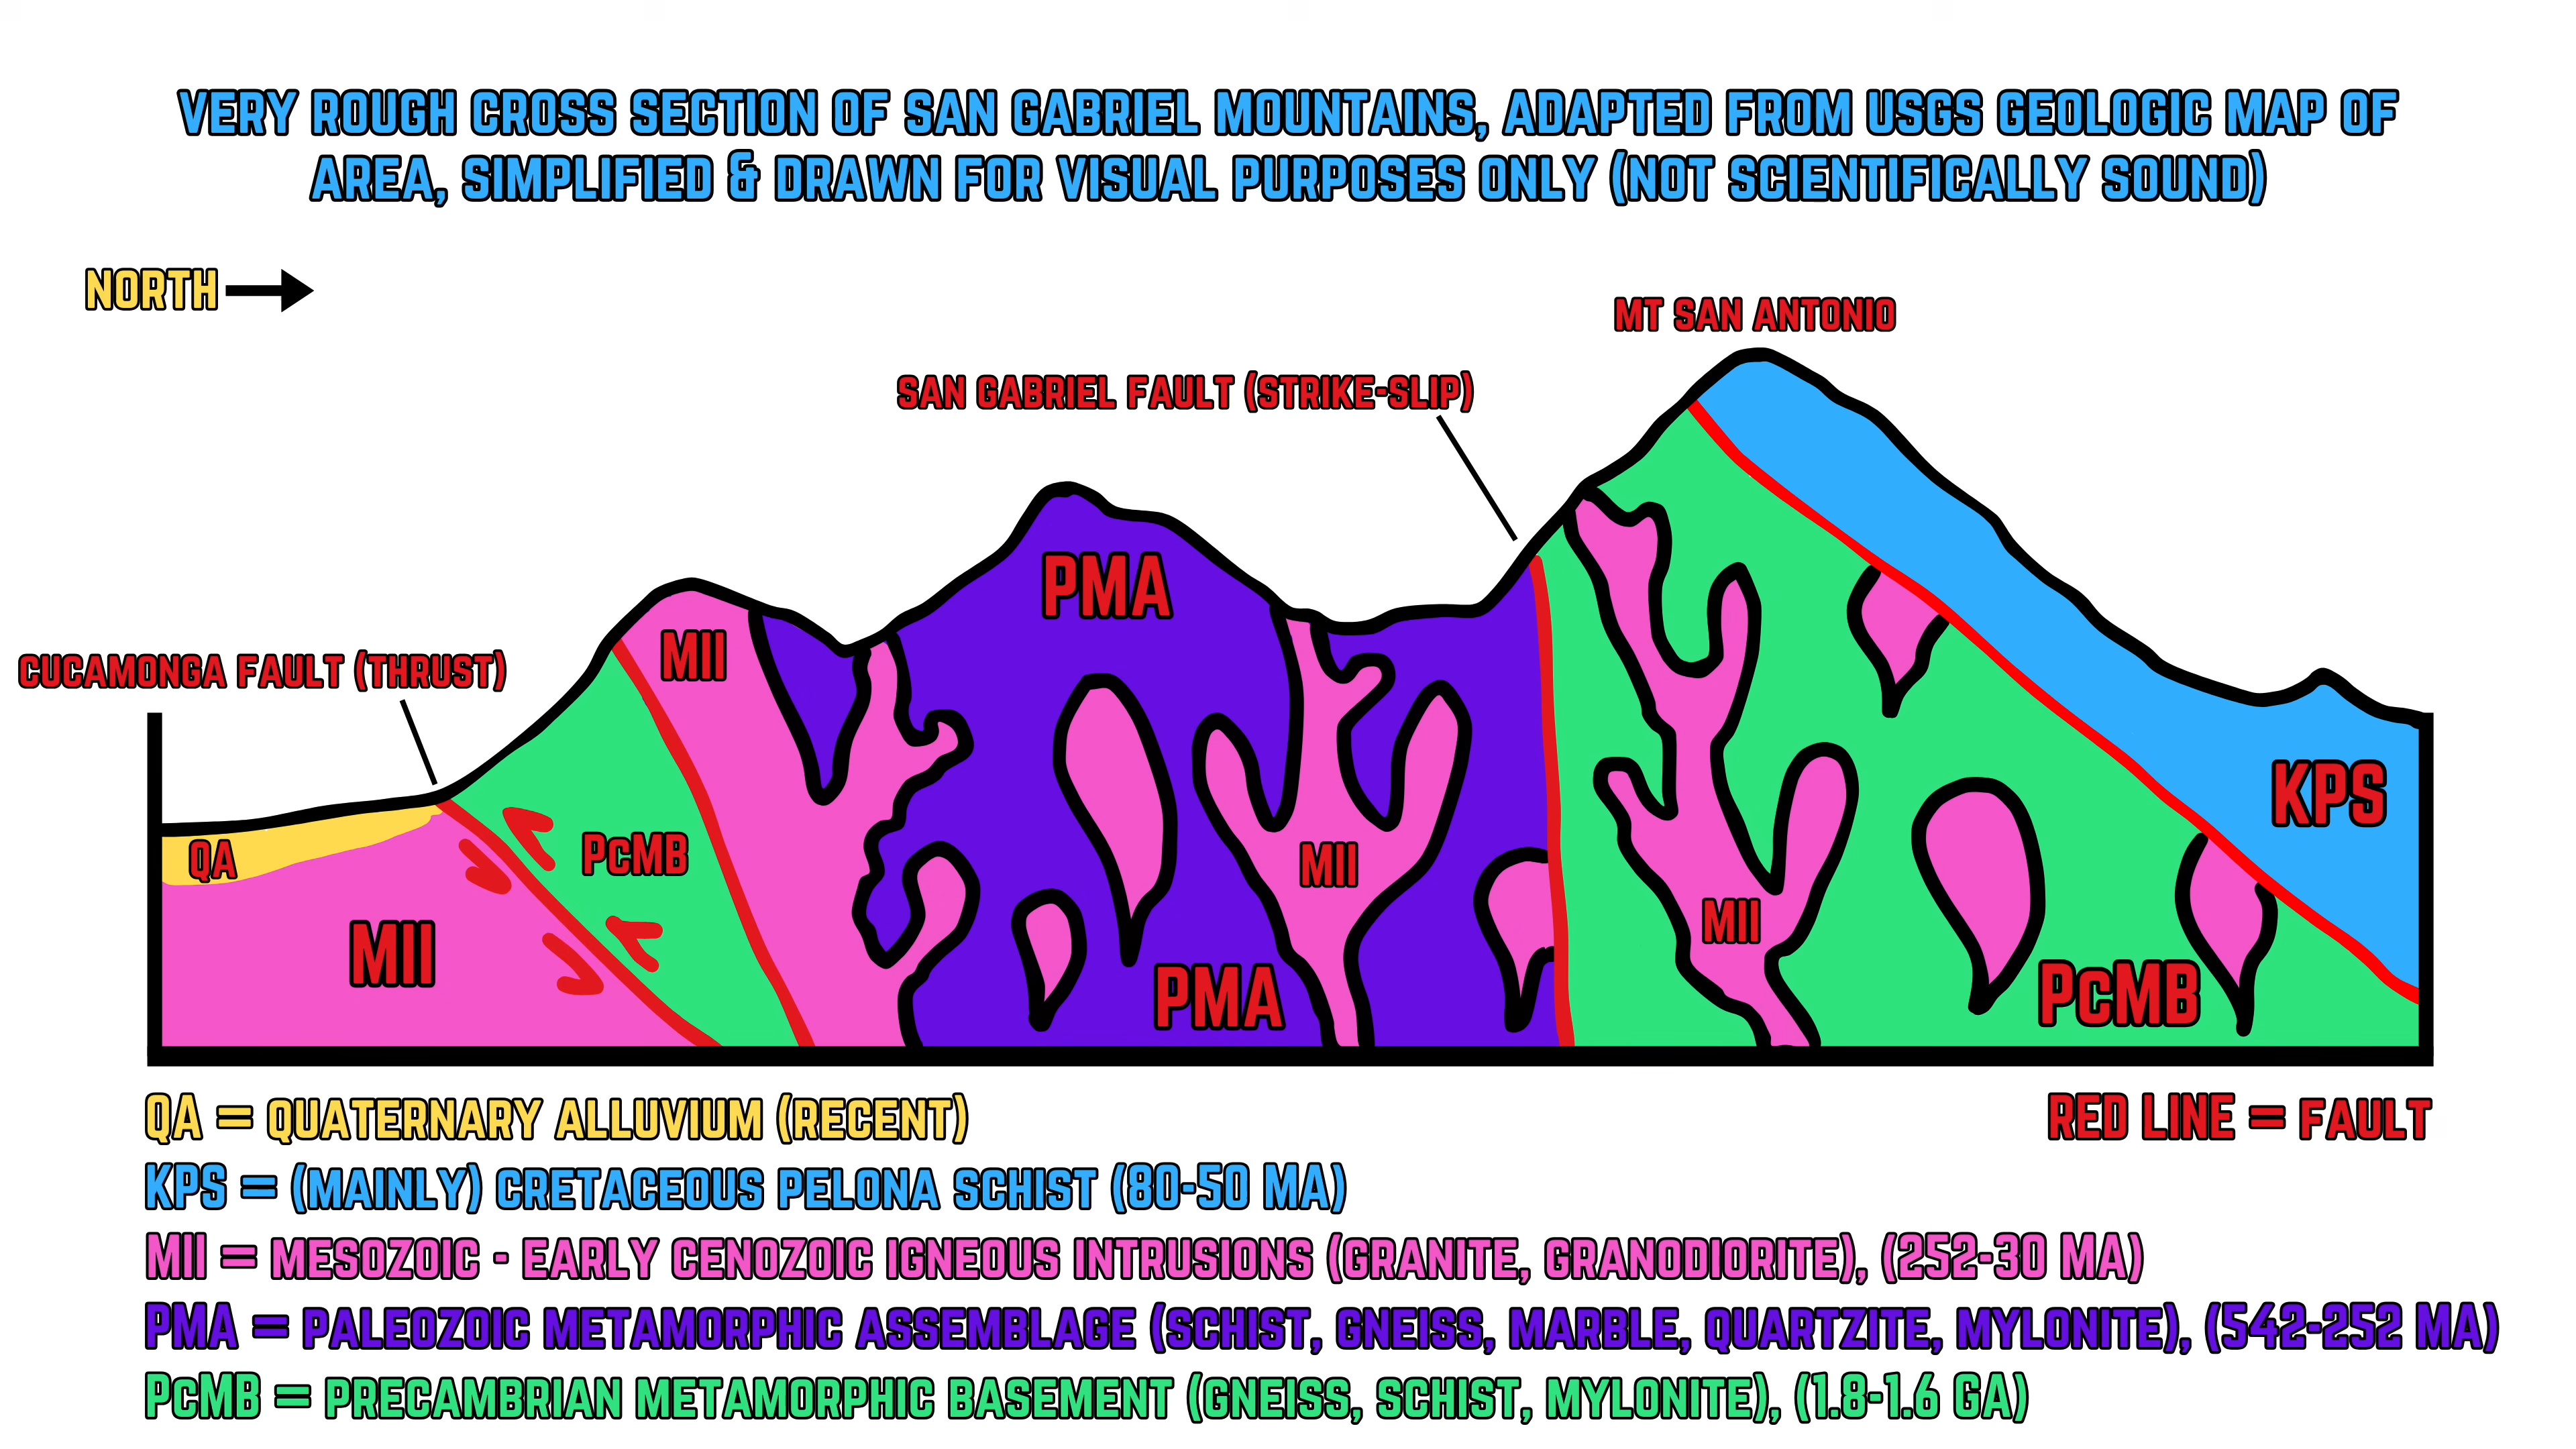 VERY ROUGH CROSS SECTION OF SAN GABRIEL MOUNTAINS, ADAPTED FROM USGS GEOLOGIC MAP OF
AREA, SIMPLIFIED & DRAWN FOR VISUAL PURPOSES ONLY (NOT SCIENTIFICALLY SOUND)
NORTH
MT SAN ANTONIO
SAN GABRIEL FAULT (STRIKE-SLIP)
PMA
MII
CUCAMONGA FAULT (THRUST)
KPS
QA
PcMB
MII
MII
MII
PMA
PcMB
QA = QUATERNARY ALLUVIUM (RECENT)
RED LINE = FAULT
KPS = (MAINLY) CRETACEOUS PELONA SCHIST (80-50 MA)
MII = MESOZOIC - EARLY CENOZOIC IGNEOUS INTRUSIONS (GRANITE, GRANODIORITE), (252-30 MA)
PMA = PALEOZOIC METAMORPHIC ASSEMBLAGE (SCHIST, GNEISS, MARBLE, QUARTZITE, MYLONITE), (542-252 MA)
PcMB = PRECAMBRIAN METAMORPHIC BASEMENT (GNEISS, SCHIST, MYLONITE), (1.8-1.6 GA)